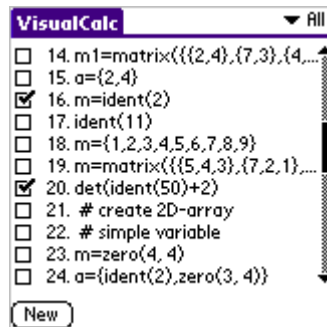 VisualCalc
All
14. m1=matrix({{2,4},{7,3},{4,...
15. a={2,4}
16. m=ident(2)
17. ident(11)
18. m={1,2,3,4,5,6,7,8,9}
19. m=matrix({{5,4,3},{7,2,1},...
20. det(ident(50)+2)
21. # create 2D-array
22. # simple variable
23. m=zero(4, 4)
24. a={ident(2),zero(3, 4)}
New